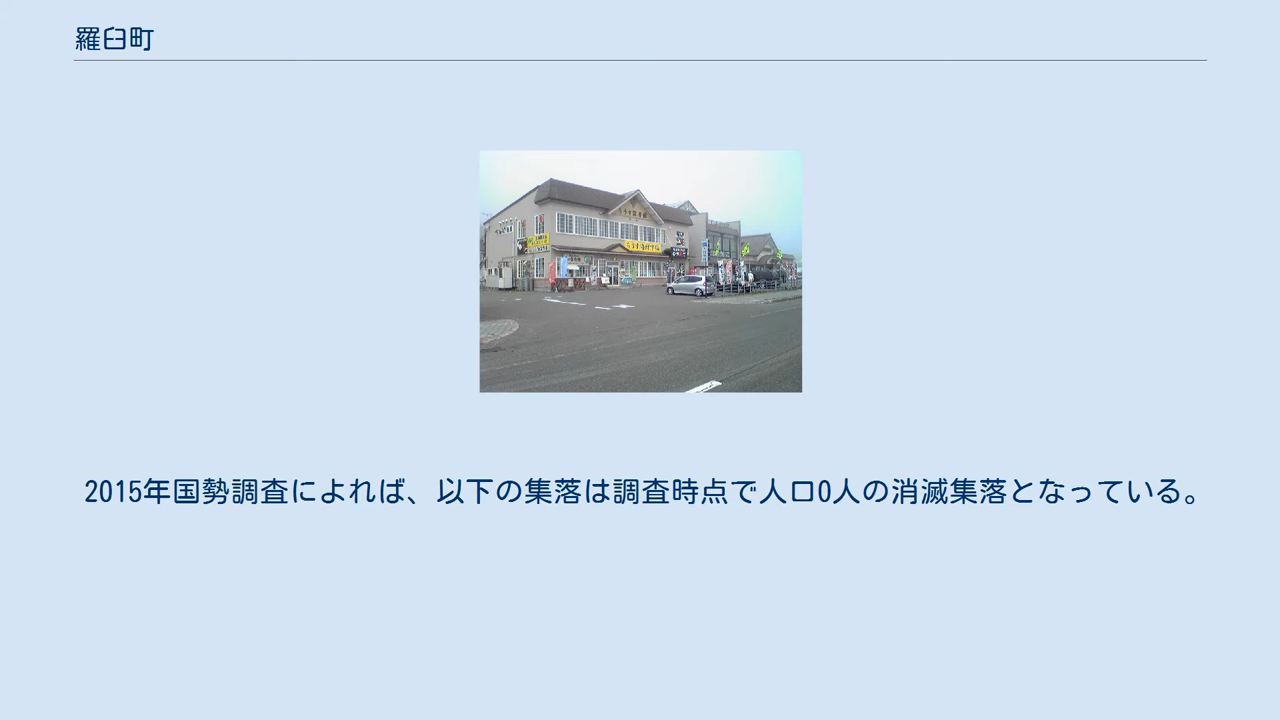 羅臼町
2015年国勢調査によれば、以下の集落は調査時点で人口0人の消滅集落となっている。